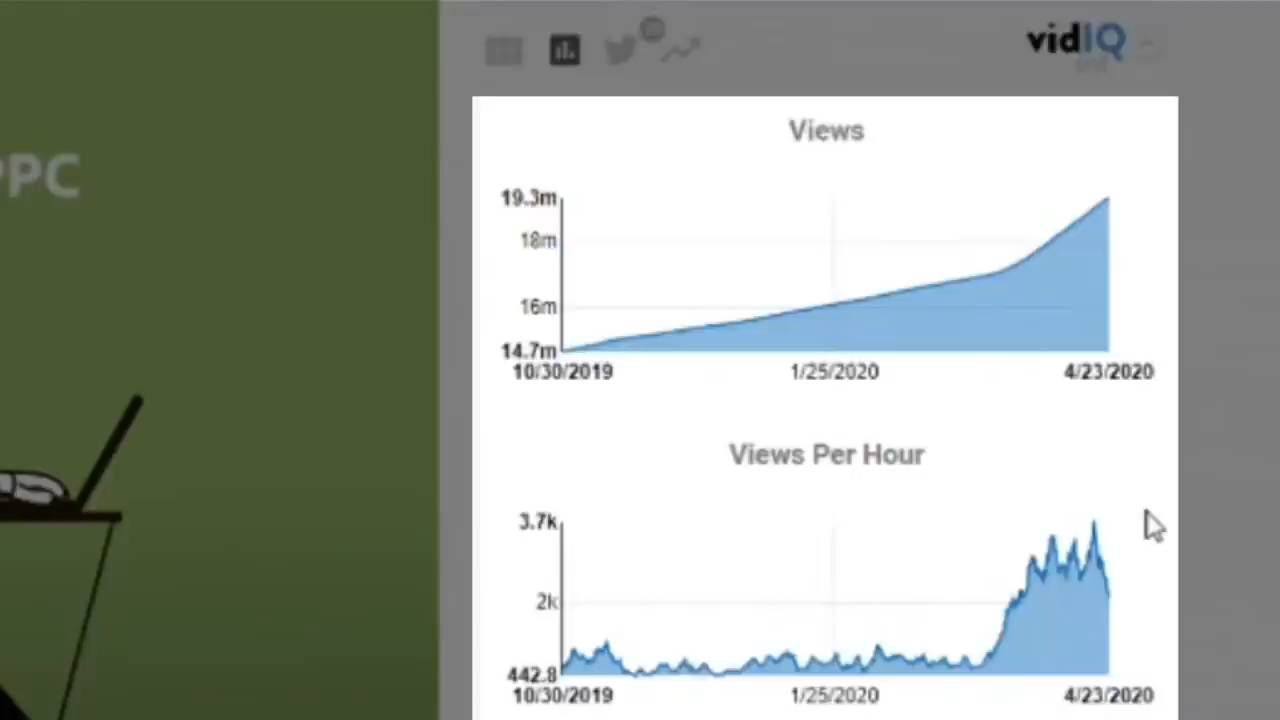 vidIQ
PPC
Views
19.3m
18m
16m
14.7m
10/30/2019 1/25/2020 4/23/2020
Views Per Hour
3.7k
2k
442.8
10/30/2019 1/25/2020 4/23/2020